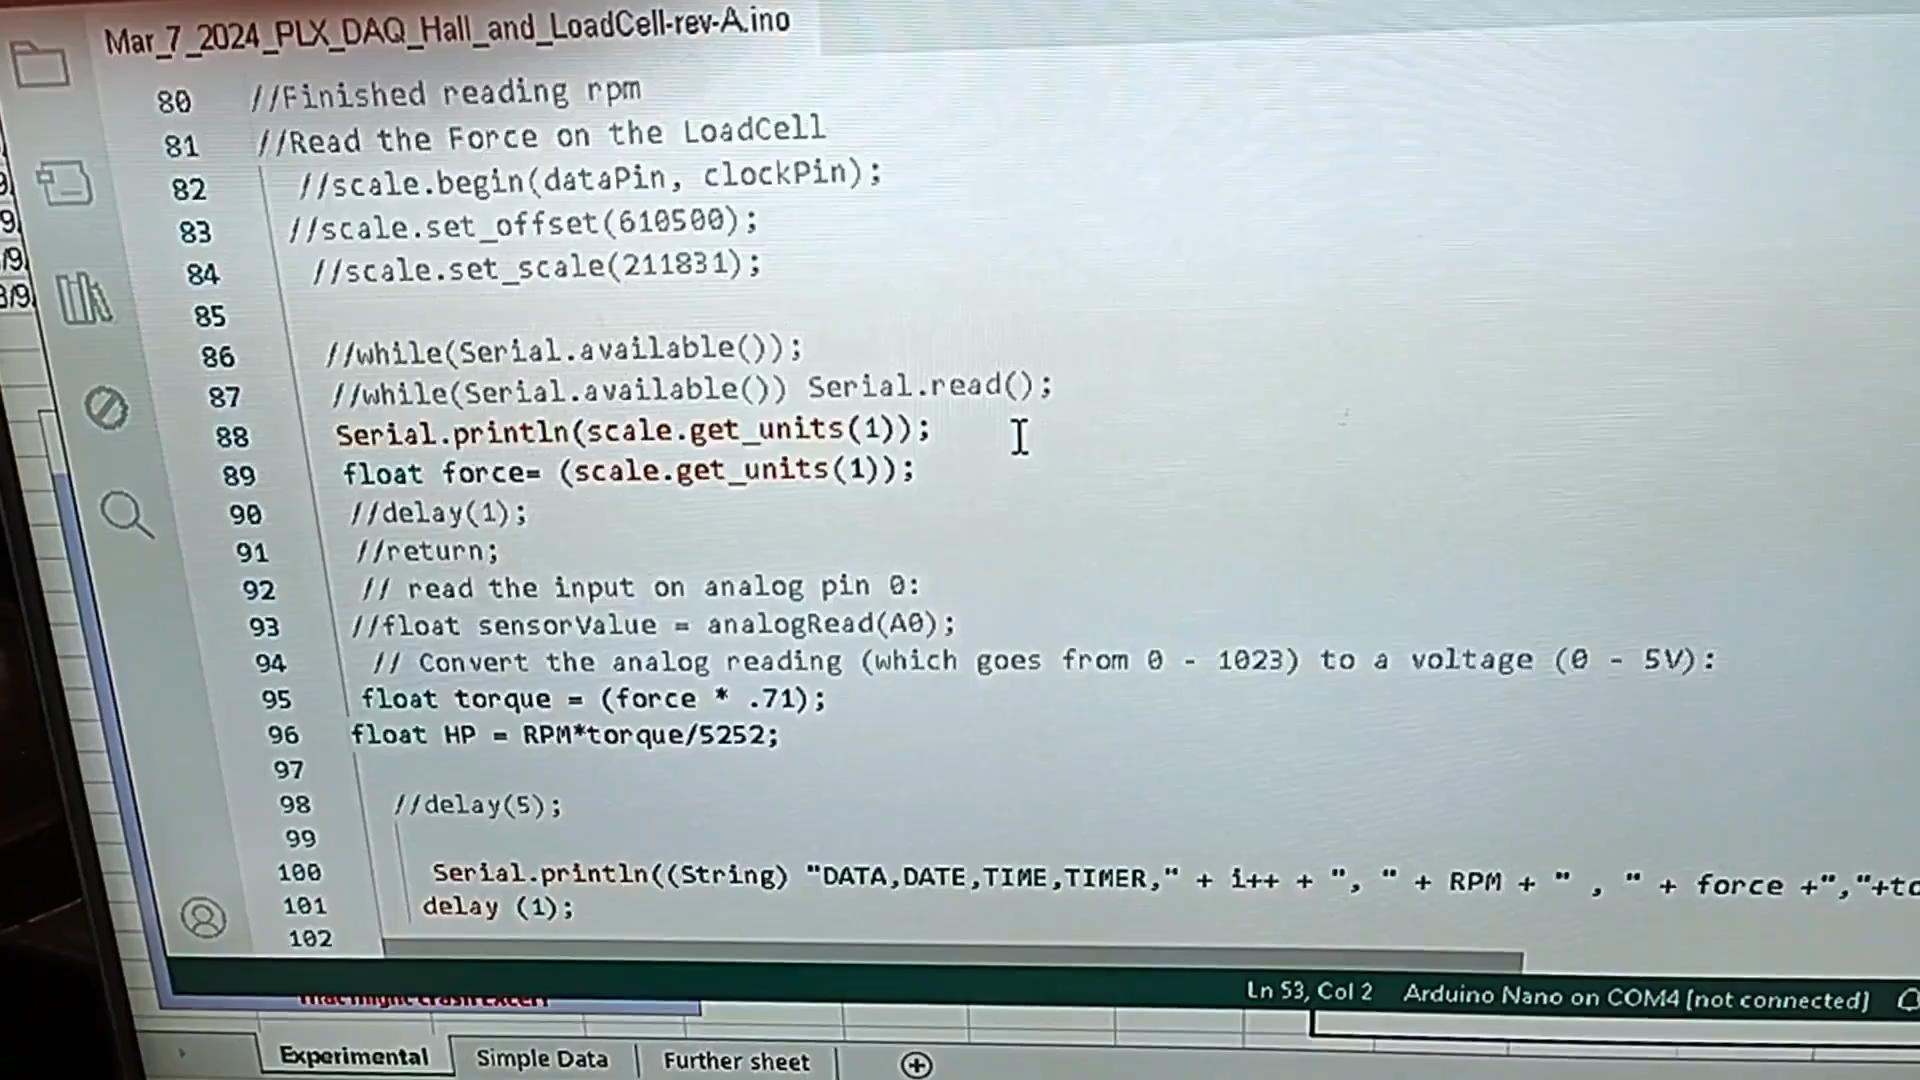 Mar_7_2024_PLX_DAQ_Hall_and_LoadCell-rev-A.ino
80 //Finished reading rpm
81 //Read the Force on the LoadCell
82 //scale.begin(dataPin, clockPin);
83 //scale.set_offset(610500);
84 //scale.set_scale(211831);
85
86 //while(Serial.available());
87 //while(Serial.available()) Serial.read();
88 Serial.println(scale.get_units(1));
89 float force= (scale.get_units(1));
90 //delay(1);
91 //return;
92 // read the input on analog pin 0:
93 //float sensorValue = analogRead(A0);
94 // Convert the analog reading (which goes from 0 - 1023) to a voltage (0 - 5V):
95 float torque = (force * .71);
96 float HP = RPM*torque/5252;
97
98 //delay(5);
99
100 Serial.println((String) "DATA,DATE,TIME,TIMER," + i++ + ", " + RPM + " , " + force +","+to
101 delay (1);
102
Ln 53, Col 2 Arduino Nano on COM4 [not connected]
Experimental Simple Data Further sheet